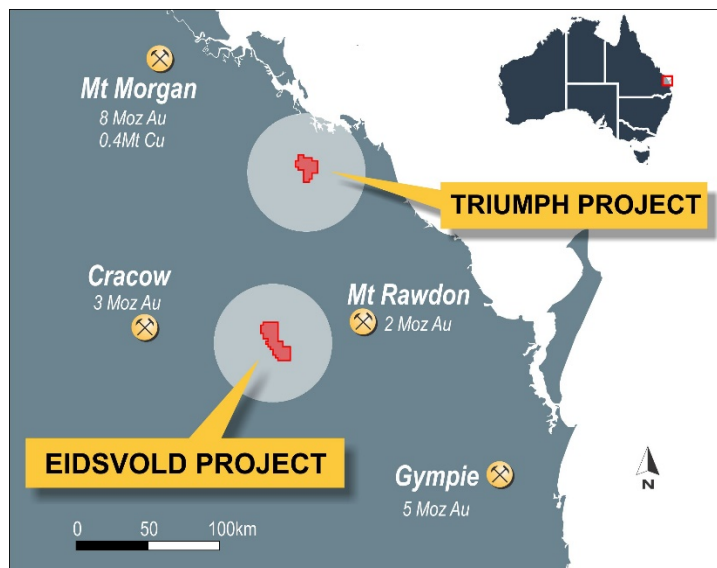 Mt Morgan
8 Moz Au
0.4Mt Cu
TRIUMPH PROJECT
Cracow
3 Moz Au
Mt Rawdon
2 Moz Au
EIDSVOLD PROJECT
Gympie
5 Moz Au
N
0 50 100km